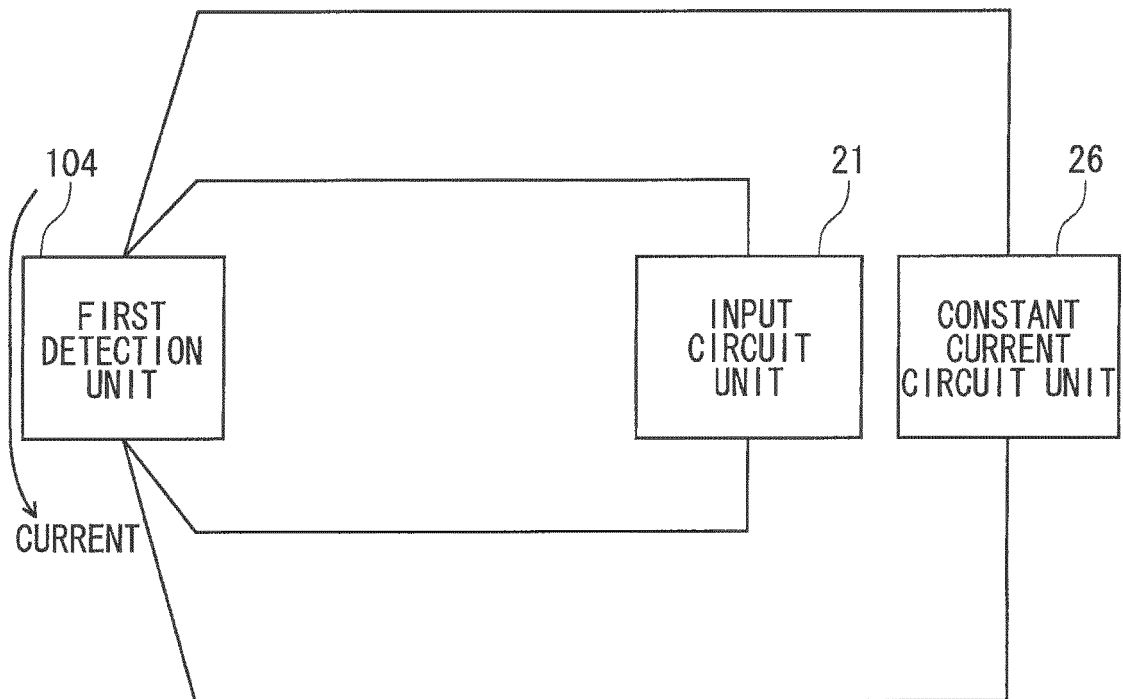 104
21
26
FIRST
DETECTION
UNIT
INPUT
CIRCUIT
UNIT
CONSTANT
CURRENT
CIRCUIT UNIT
CURRENT